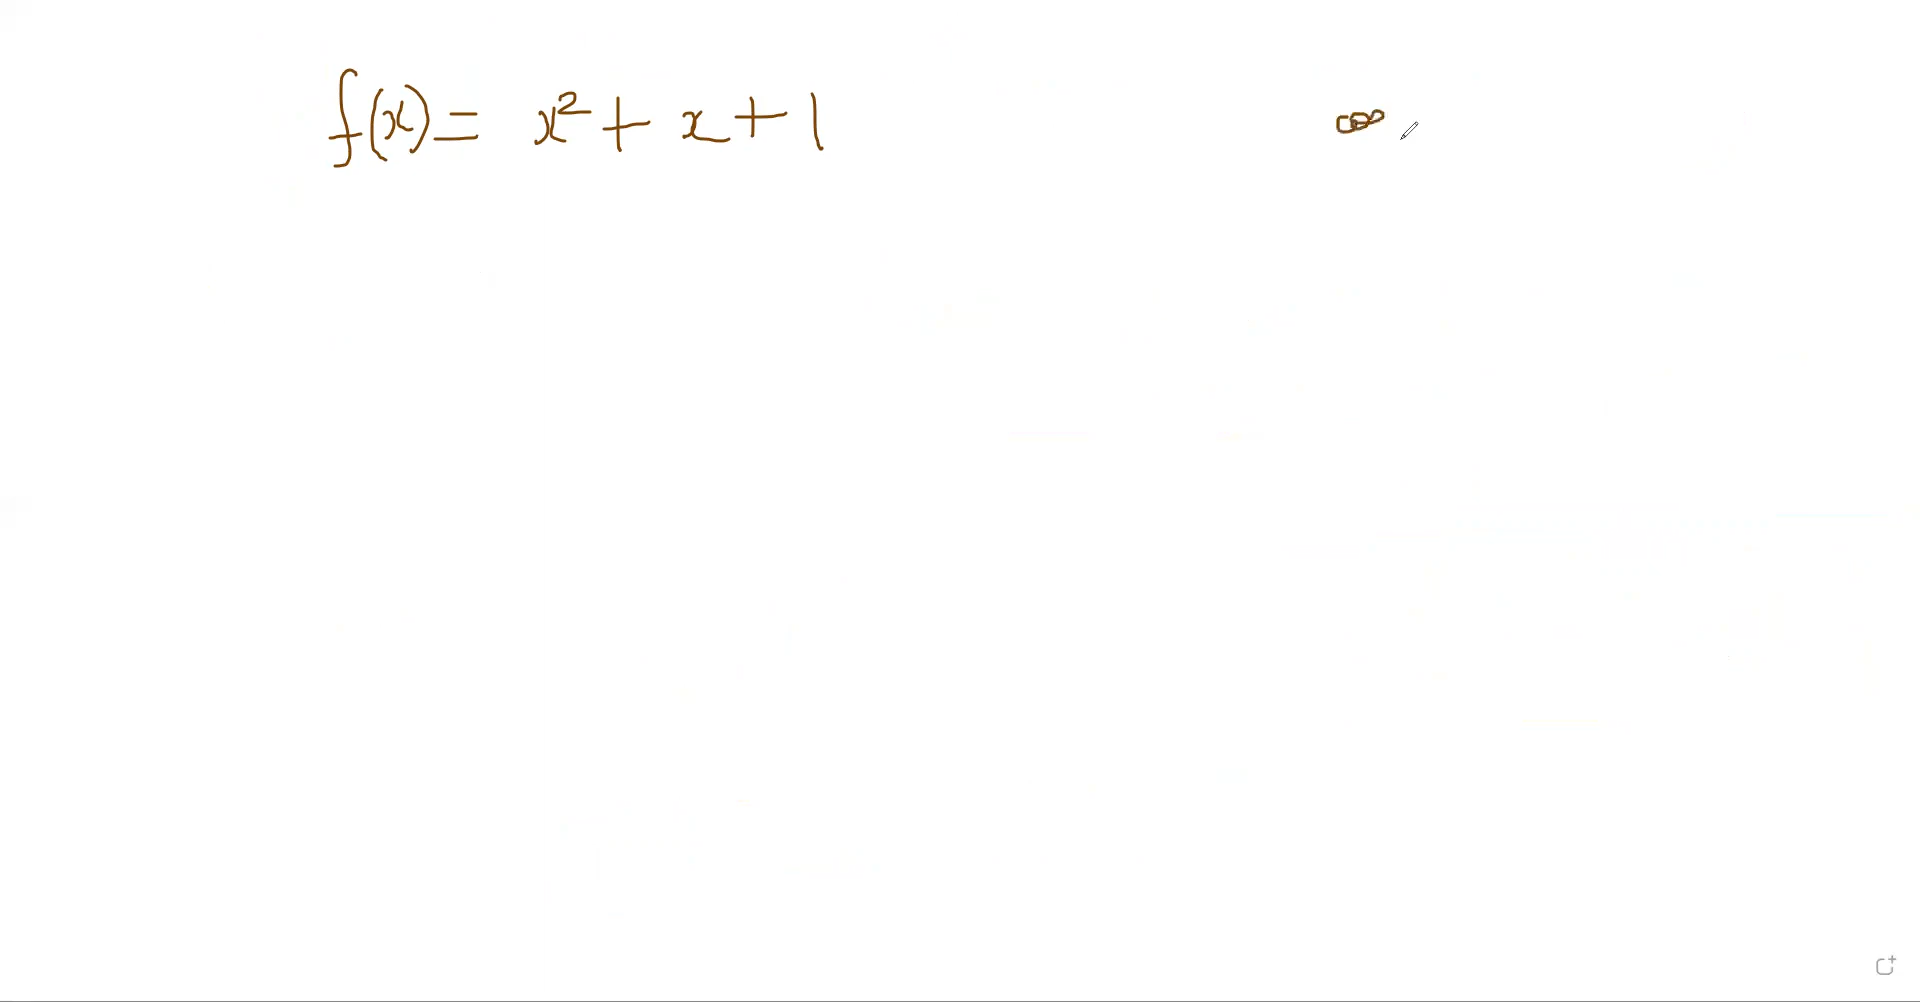 f(x) = x² + x + 1